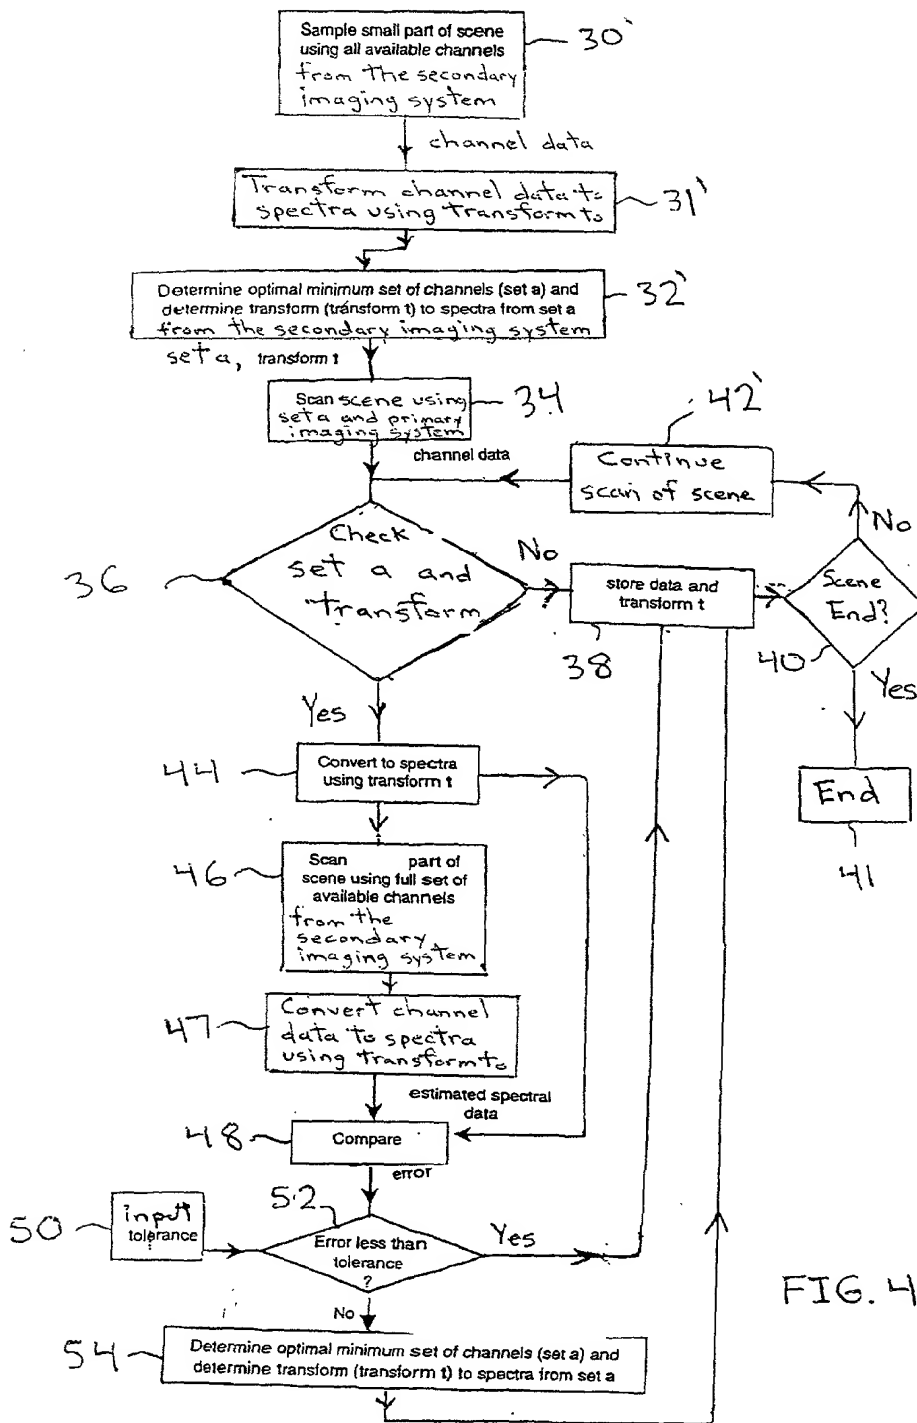 Sample small part of scene
using all available channels
from the secondary
imaging system
30'
channel data
Transform channel data to
spectra using transform t₀
31'
Determine optimal minimum set of channels (set a) and
determine transform (transform t) to spectra from set a
from the secondary imaging system
32'
set a, transform t
Scan scene using
set a and primary
imaging system
34
channel data
Continue
scan of scene
42'
No
Check
set a and
transform
36
No
store data and
transform t
38
Scene
End?
40
Yes
End
41
Yes
Convert to spectra
using transform t
44
Scan part of
scene using full set of
available channels
from the
secondary
imaging system
46
Convert channel
data to spectra
using transform t₀
47
estimated spectral
data
Compare
48
error
52
input
tolerance
50
Error less than
tolerance
?
Yes
No
Determine optimal minimum set of channels (set a) and
determine transform (transform t) to spectra from set a
54
FIG. 4